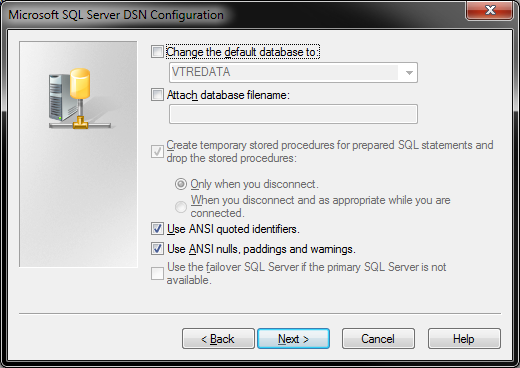 Microsoft SQL Server DSN Configuration
Change the default database to:
VTREDATA
Attach database filename:
Create temporary stored procedures for prepared SQL statements and
drop the stored procedures:
Only when you disconnect.
When you disconnect and as appropriate while you are
connected.
Use ANSI quoted identifiers.
Use ANSI nulls, paddings and warnings.
Use the failover SQL Server if the primary SQL Server is not
available.
< Back Next > Cancel Help